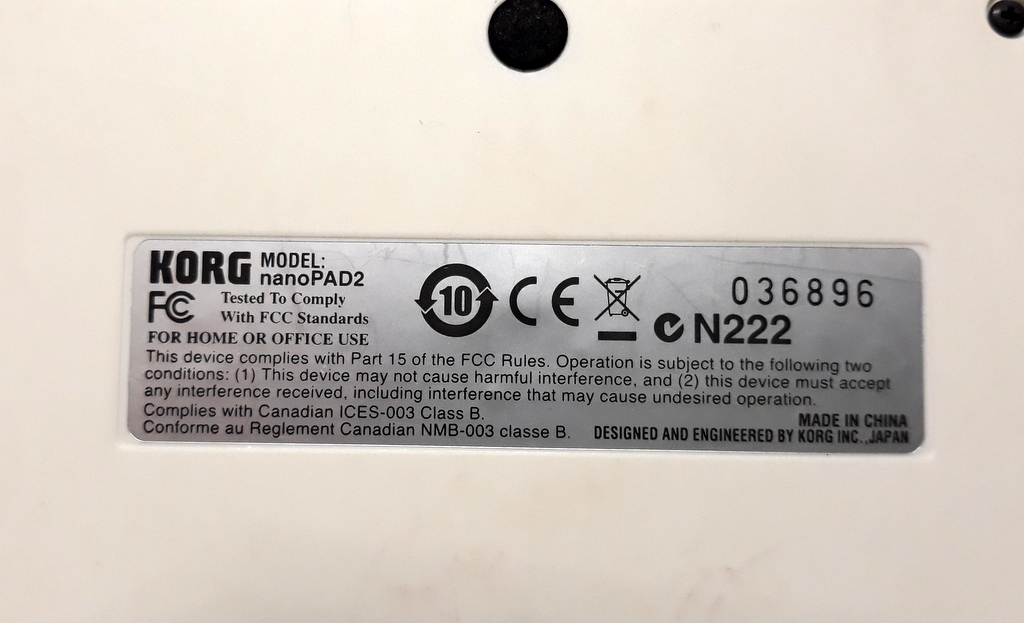 KORG MODEL:
nanoPAD2
FC Tested To Comply
With FCC Standards
FOR HOME OR OFFICE USE
10 CE
036896
N222
This device complies with Part 15 of the FCC Rules. Operation is subject to the following two
conditions: (1) This device may not cause harmful interference, and (2) this device must accept
any interference received, including interference that may cause undesired operation.
Complies with Canadian ICES-003 Class B.
Conforme au Reglement Canadian NMB-003 classe B.
MADE IN CHINA
DESIGNED AND ENGINEERED BY KORG INC.,JAPAN